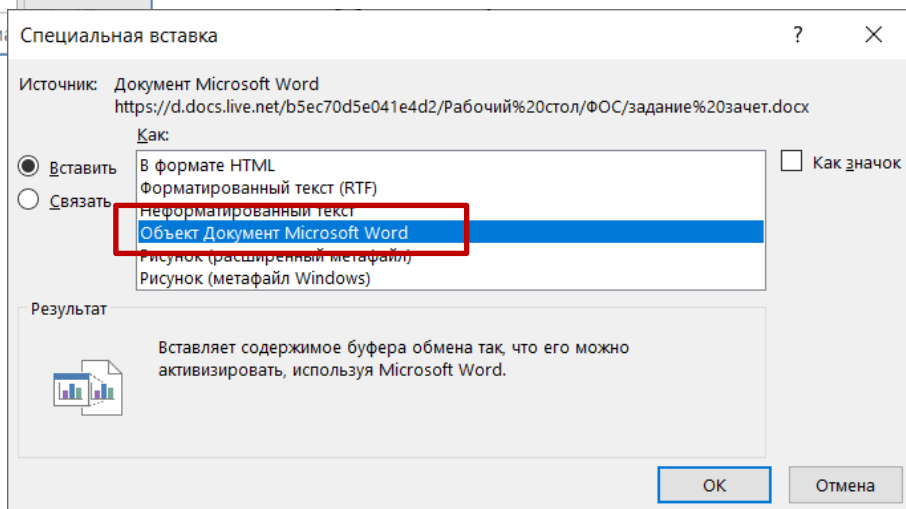 Специальная вставка
?
Источник: Документ Microsoft Word
https://d.docs.live.net/b5ec70d5e041e4d2/Рабочий%20стол/ФОС/задание%20зачет.docx
Как:
Вставить
Связать
В формате HTML
Форматированный текст (RTF)
Неформатированный текст
Объект Документ Microsoft Word
Рисунок (расширенный метафайл)
Рисунок (метафайл Windows)
Как значок
Результат
Вставляет содержимое буфера обмена так, что его можно
активизировать, используя Microsoft Word.
ОК
Отмена